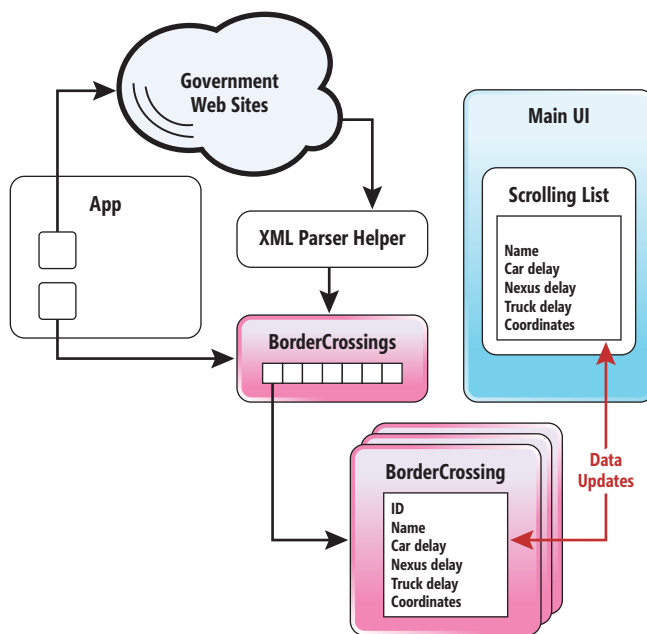 Government
Web Sites
App
XML Parser Helper
BorderCrossings
Main UI
Scrolling List
Name
Car delay
Nexus delay
Truck delay
Coordinates
BorderCrossing
ID
Name
Car delay
Nexus delay
Truck delay
Coordinates
Data
Updates